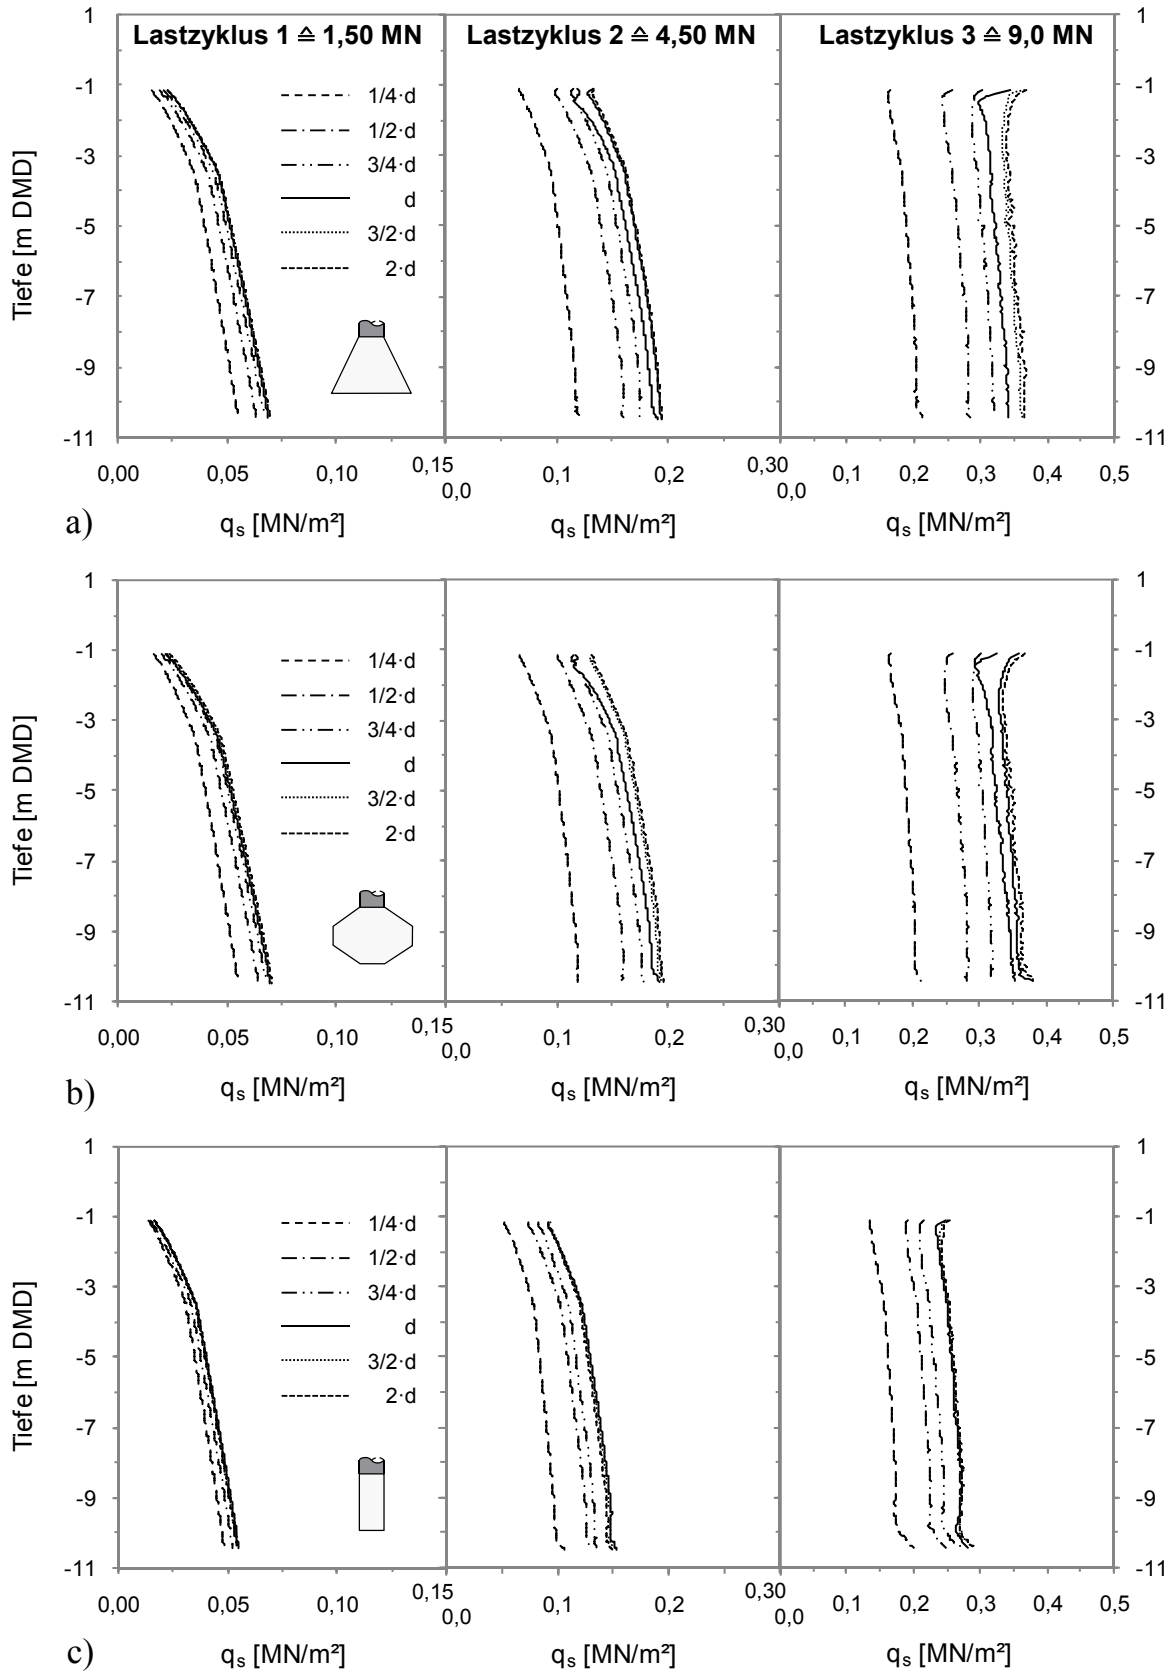 Lastzyklus 1 ≙ 1,50 MN Lastzyklus 2 ≙ 4,50 MN Lastzyklus 3 ≙ 9,0 MN
1 -1 -3 -5 -7 -9 -11
Tiefe [m DMD]
1/4·d
1/2·d
3/4·d
d
3/2·d
2·d
1 -1 -3 -5 -7 -9 -11
0,00 0,05 0,10 0,15
0,0 0,1 0,2 0,30
0,0 0,1 0,2 0,3 0,4 0,5
a) qs [MN/m²] qs [MN/m²] qs [MN/m²]
1 -1 -3 -5 -7 -9 -11
Tiefe [m DMD]
1/4·d
1/2·d
3/4·d
d
3/2·d
2·d
1 -1 -3 -5 -7 -9 -11
0,00 0,05 0,10 0,15
0,0 0,1 0,2 0,30
0,0 0,1 0,2 0,3 0,4 0,5
b) qs [MN/m²] qs [MN/m²] qs [MN/m²]
1 -1 -3 -5 -7 -9 -11
Tiefe [m DMD]
1/4·d
1/2·d
3/4·d
d
3/2·d
2·d
1 -1 -3 -5 -7 -9 -11
0,00 0,05 0,10 0,15
0,0 0,1 0,2 0,30
0,0 0,1 0,2 0,3 0,4 0,5
c) qs [MN/m²] qs [MN/m²] qs [MN/m²]